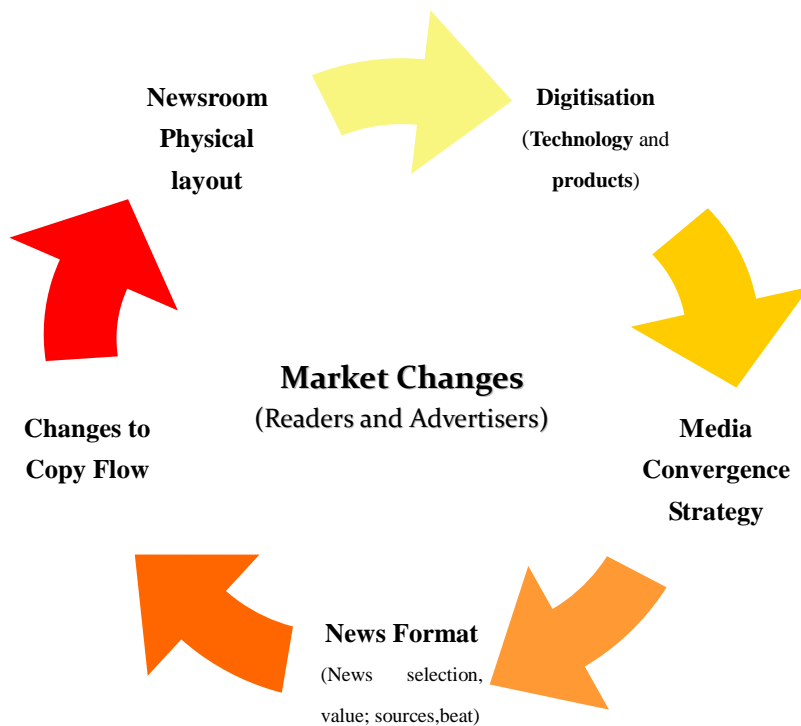 Newsroom
Physical
layout
Digitisation
(Technology and
products)
Market Changes
(Readers and Advertisers)
Media
Convergence
Strategy
News Format
(News selection,
value; sources,beat)
Changes to
Copy Flow